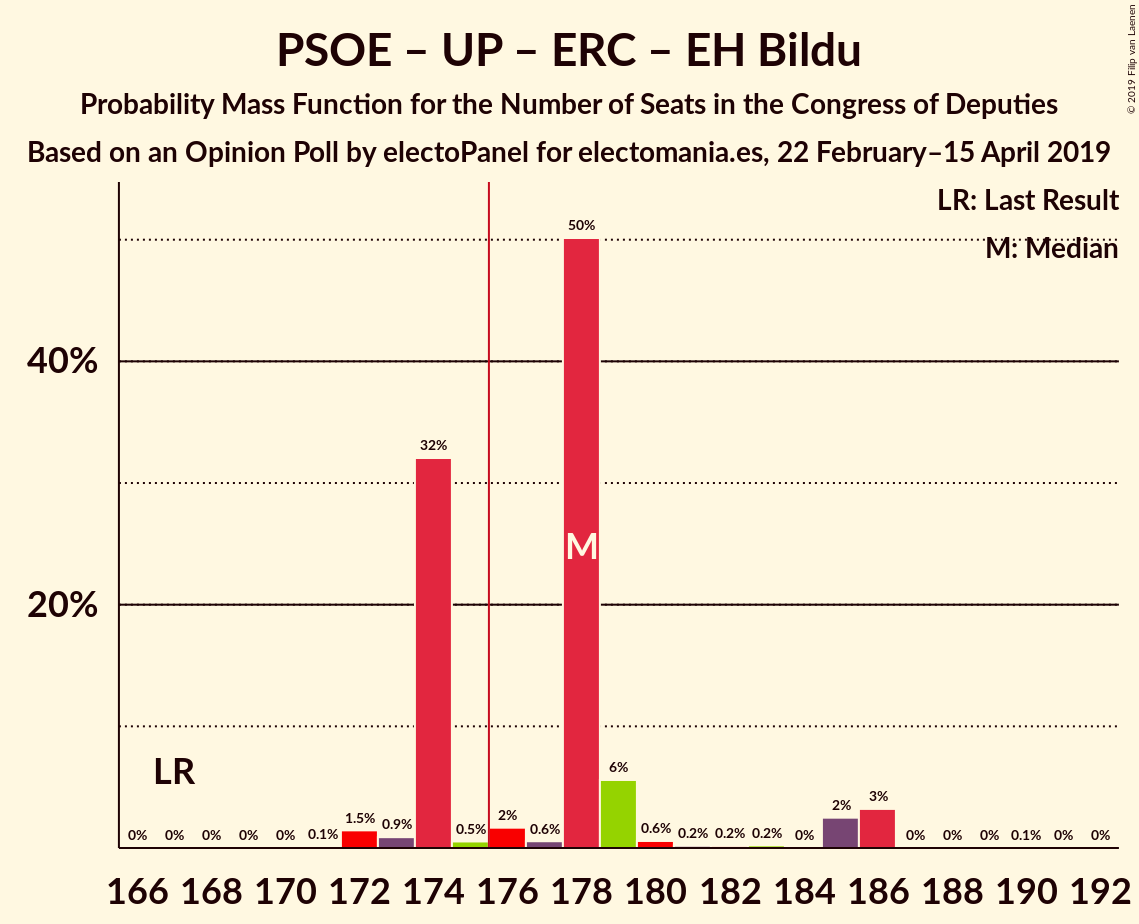 PSOE – UP – ERC – EH Bildu
Probability Mass Function for the Number of Seats in the Congress of Deputies
Based on an Opinion Poll by electoPanel for electomania.es, 22 February–15 April 2019
© 2019 Filip van Laenen
LR: Last Result
M: Median
40%
20%
LR
M
0% 0% 0% 0% 0% 0.1% 1.5% 0.9% 32% 0.5% 2% 0.6% 50% 6% 0.6% 0.2% 0.2% 0.2% 0% 2% 3% 0% 0% 0% 0.1% 0% 0%
166 168 170 172 174 176 178 180 182 184 186 188 190 192